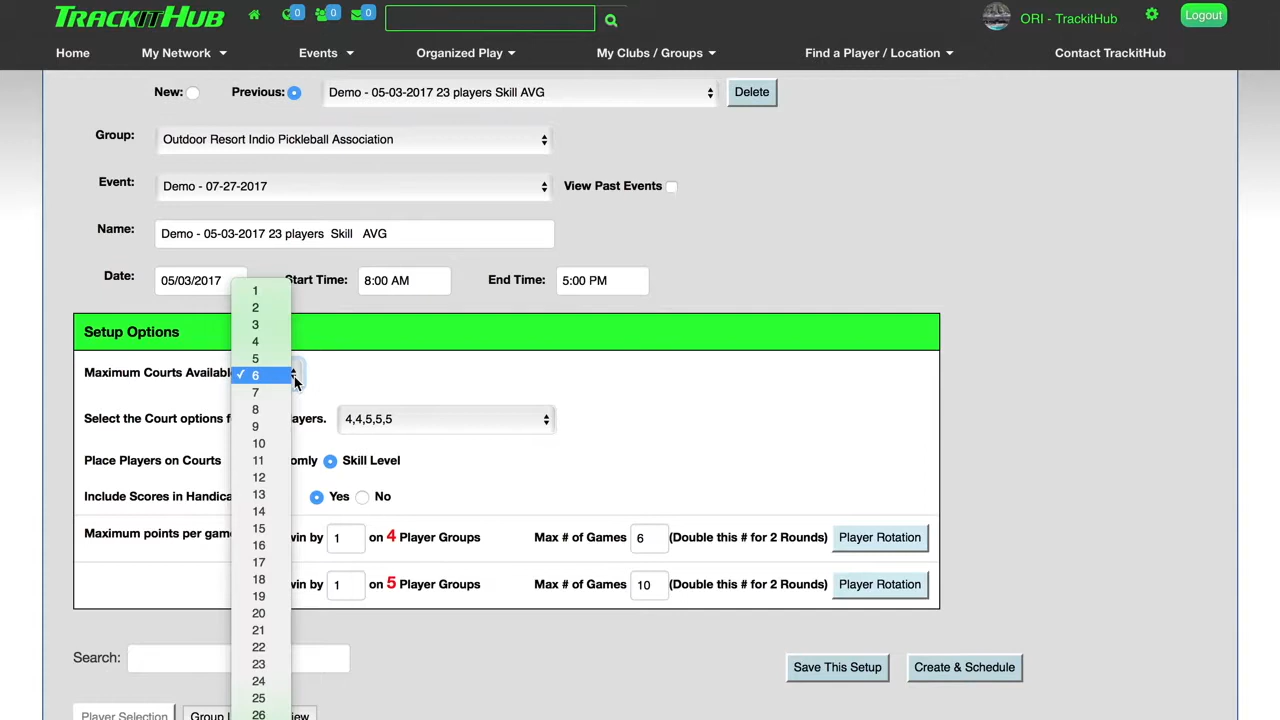 TRACKITHUB 0 0 0 ORI - TrackitHub Logout
Home My Network Events Organized Play My Clubs / Groups Find a Player / Location Contact TrackitHub
New: Previous: Demo - 05-03-2017 23 players Skill AVG Delete
Group: Outdoor Resort Indio Pickleball Association
Event: Demo - 07-27-2017 View Past Events
Name: Demo - 05-03-2017 23 players Skill AVG
Date: 05/03/2017 Start Time: 8:00 AM End Time: 5:00 PM
1
Setup Options
2
3
4
5
Maximum Courts Availabl ✓ 6
7
8
Select the Court options f ayers. 4,4,5,5,5
9
10
Place Players on Courts omly Skill Level
11
12
Include Scores in Handica Yes No
13
14
15
Maximum points per gam win by 1 on 4 Player Groups Max # of Games 6 (Double this # for 2 Rounds) Player Rotation
16
17
18
win by 1 on 5 Player Groups Max # of Games 10 (Double this # for 2 Rounds) Player Rotation
19
20
21
22
Search:
23
Save This Setup Create & Schedule
24
25
26
Player Selection Group iew